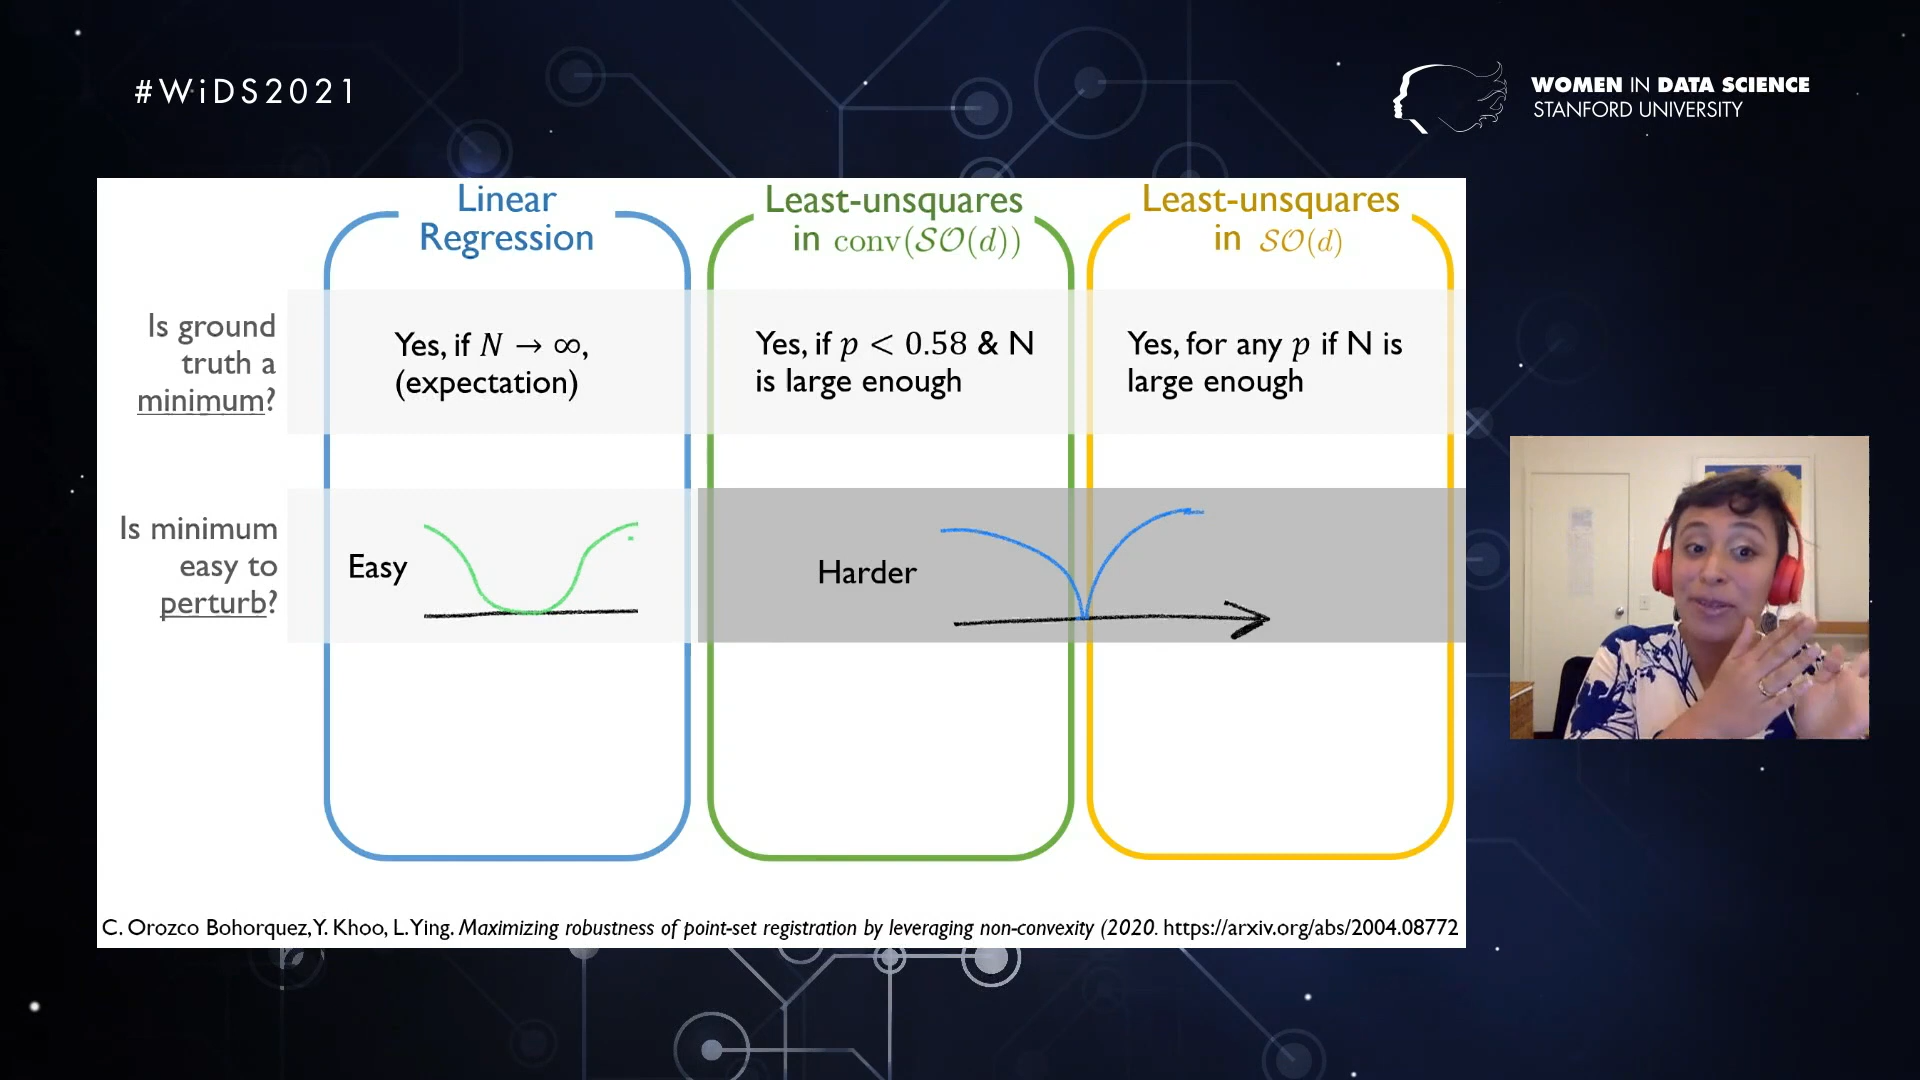 #WiDS2021
WOMEN IN DATA SCIENCE
STANFORD UNIVERSITY
Linear
Regression
Least-unsquares
in conv(𝒮𝒪(d))
Least-unsquares
in 𝒮𝒪(d)
Is ground
truth a
minimum?
Yes, if N → ∞,
(expectation)
Yes, if p < 0.58 & N
is large enough
Yes, for any p if N is
large enough
Is minimum
easy to
perturb?
Easy
Harder
C. Orozco Bohorquez, Y. Khoo, L. Ying. Maximizing robustness of point-set registration by leveraging non-convexity (2020. https://arxiv.org/abs/2004.08772